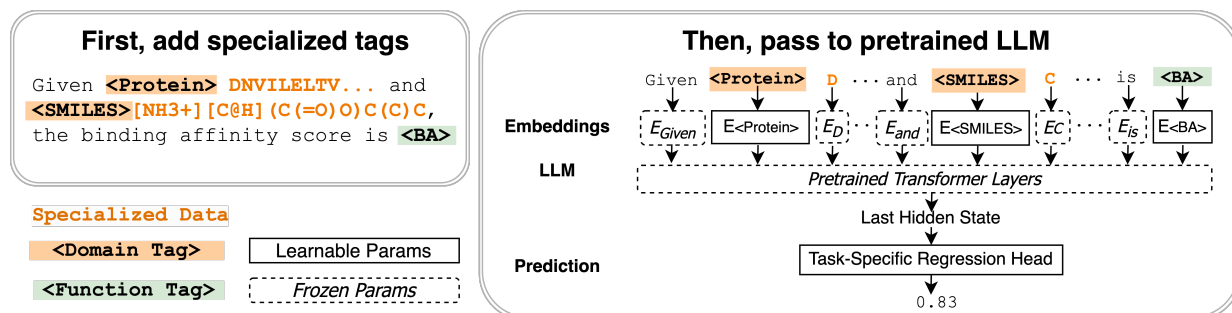 First, add specialized tags
Given <Protein> DNVILELTV... and
<SMILES>[NH3+][C@H](C(=O)O)C(C)C,
the binding affinity score is <BA>
Specialized Data
<Domain Tag> Learnable Params
<Function Tag> Frozen Params
Then, pass to pretrained LLM
Given <Protein> D ... and <SMILES> C ... is <BA>
Embeddings E_Given E<Protein> E_D ... E_and E<SMILES> E_C ... E_is E<BA>
LLM Pretrained Transformer Layers
Last Hidden State
Prediction Task-Specific Regression Head
0.83